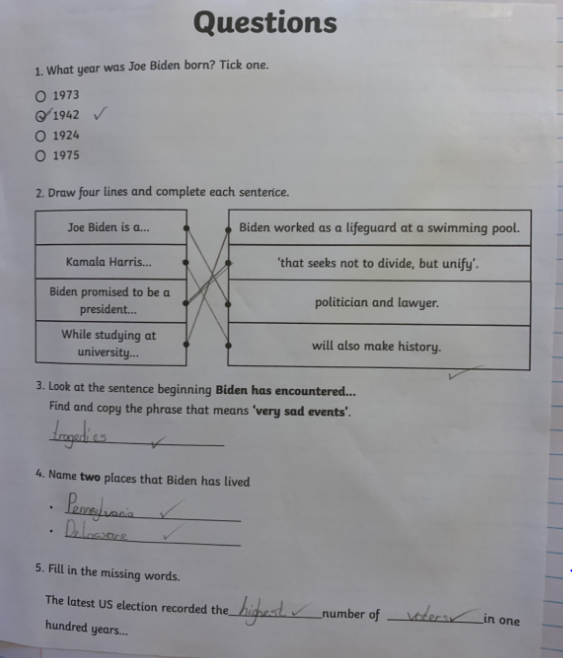 Questions
1. What year was Joe Biden born? Tick one.
1973
1942
1924
1975
2. Draw four lines and complete each sentence.
Joe Biden is a... Biden worked as a lifeguard at a swimming pool.
Kamala Harris... 'that seeks not to divide, but unify'.
Biden promised to be a
president... politician and lawyer.
While studying at
university... will also make history.
3. Look at the sentence beginning Biden has encountered...
Find and copy the phrase that means 'very sad events'.
tragedies
4. Name two places that Biden has lived
• Pennsylvania
• Delaware
5. Fill in the missing words.
The latest US election recorded the highest number of voters in one
hundred years...